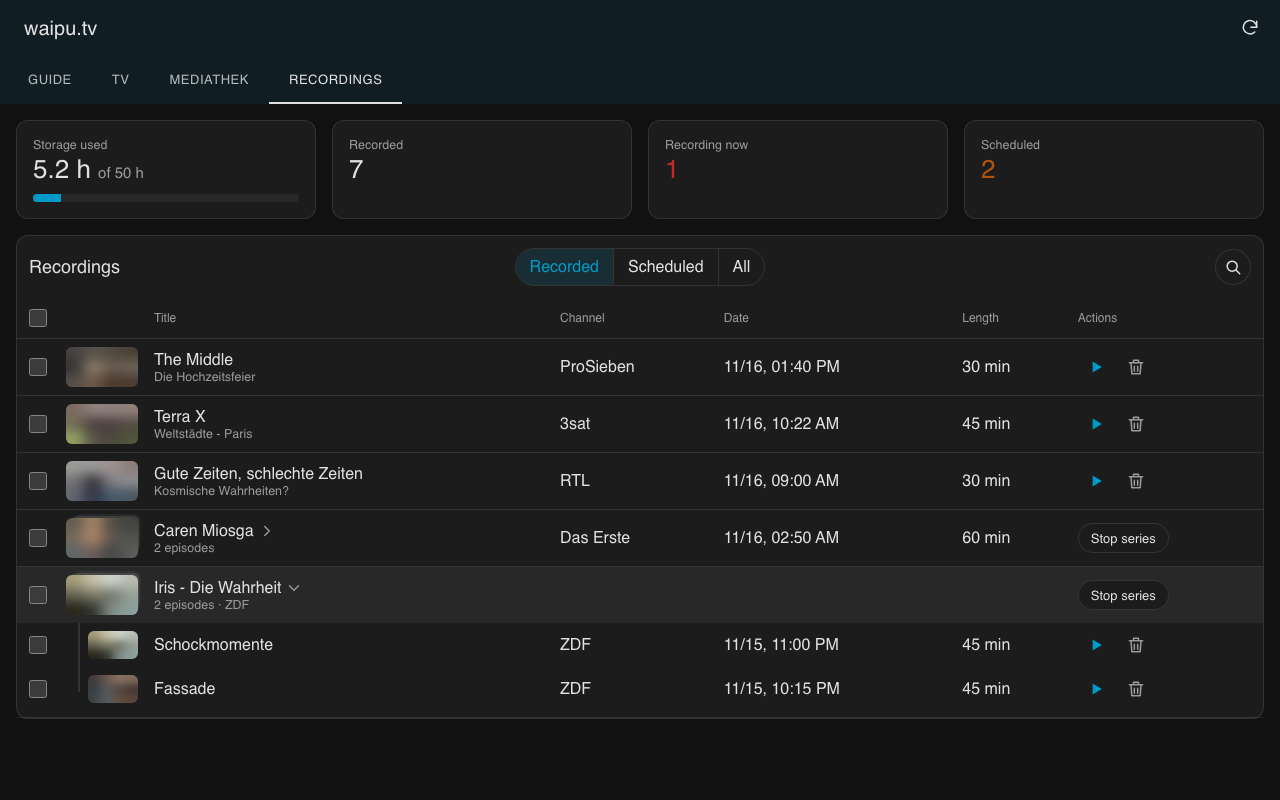 waipu.tv
GUIDE TV MEDIATHEK RECORDINGS
Storage used
5.2 h of 50 h
Recorded
7
Recording now
1
Scheduled
2
Recordings
Recorded Scheduled All
Title Channel Date Length Actions
The Middle
Die Hochzeitsfeier
ProSieben 11/16, 01:40 PM 30 min
Terra X
Weltstädte - Paris
3sat 11/16, 10:22 AM 45 min
Gute Zeiten, schlechte Zeiten
Kosmische Wahrheiten?
RTL 11/16, 09:00 AM 30 min
Caren Miosga
2 episodes
Das Erste 11/16, 02:50 AM 60 min Stop series
Iris - Die Wahrheit
2 episodes · ZDF
Stop series
Schockmomente ZDF 11/15, 11:00 PM 45 min
Fassade ZDF 11/15, 10:15 PM 45 min